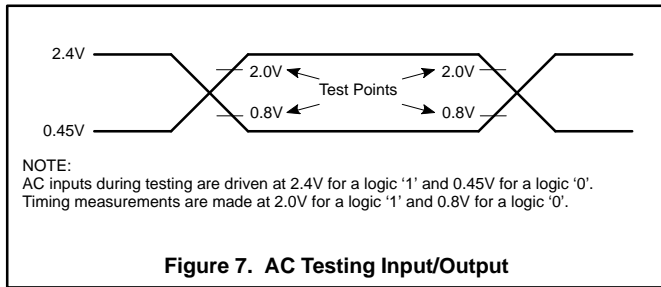 2.4V
2.0V 2.0V
Test Points
0.8V 0.8V
0.45V
NOTE:
AC inputs during testing are driven at 2.4V for a logic ‘1’ and 0.45V for a logic ‘0’.
Timing measurements are made at 2.0V for a logic ‘1’ and 0.8V for a logic ‘0’.
Figure 7. AC Testing Input/Output